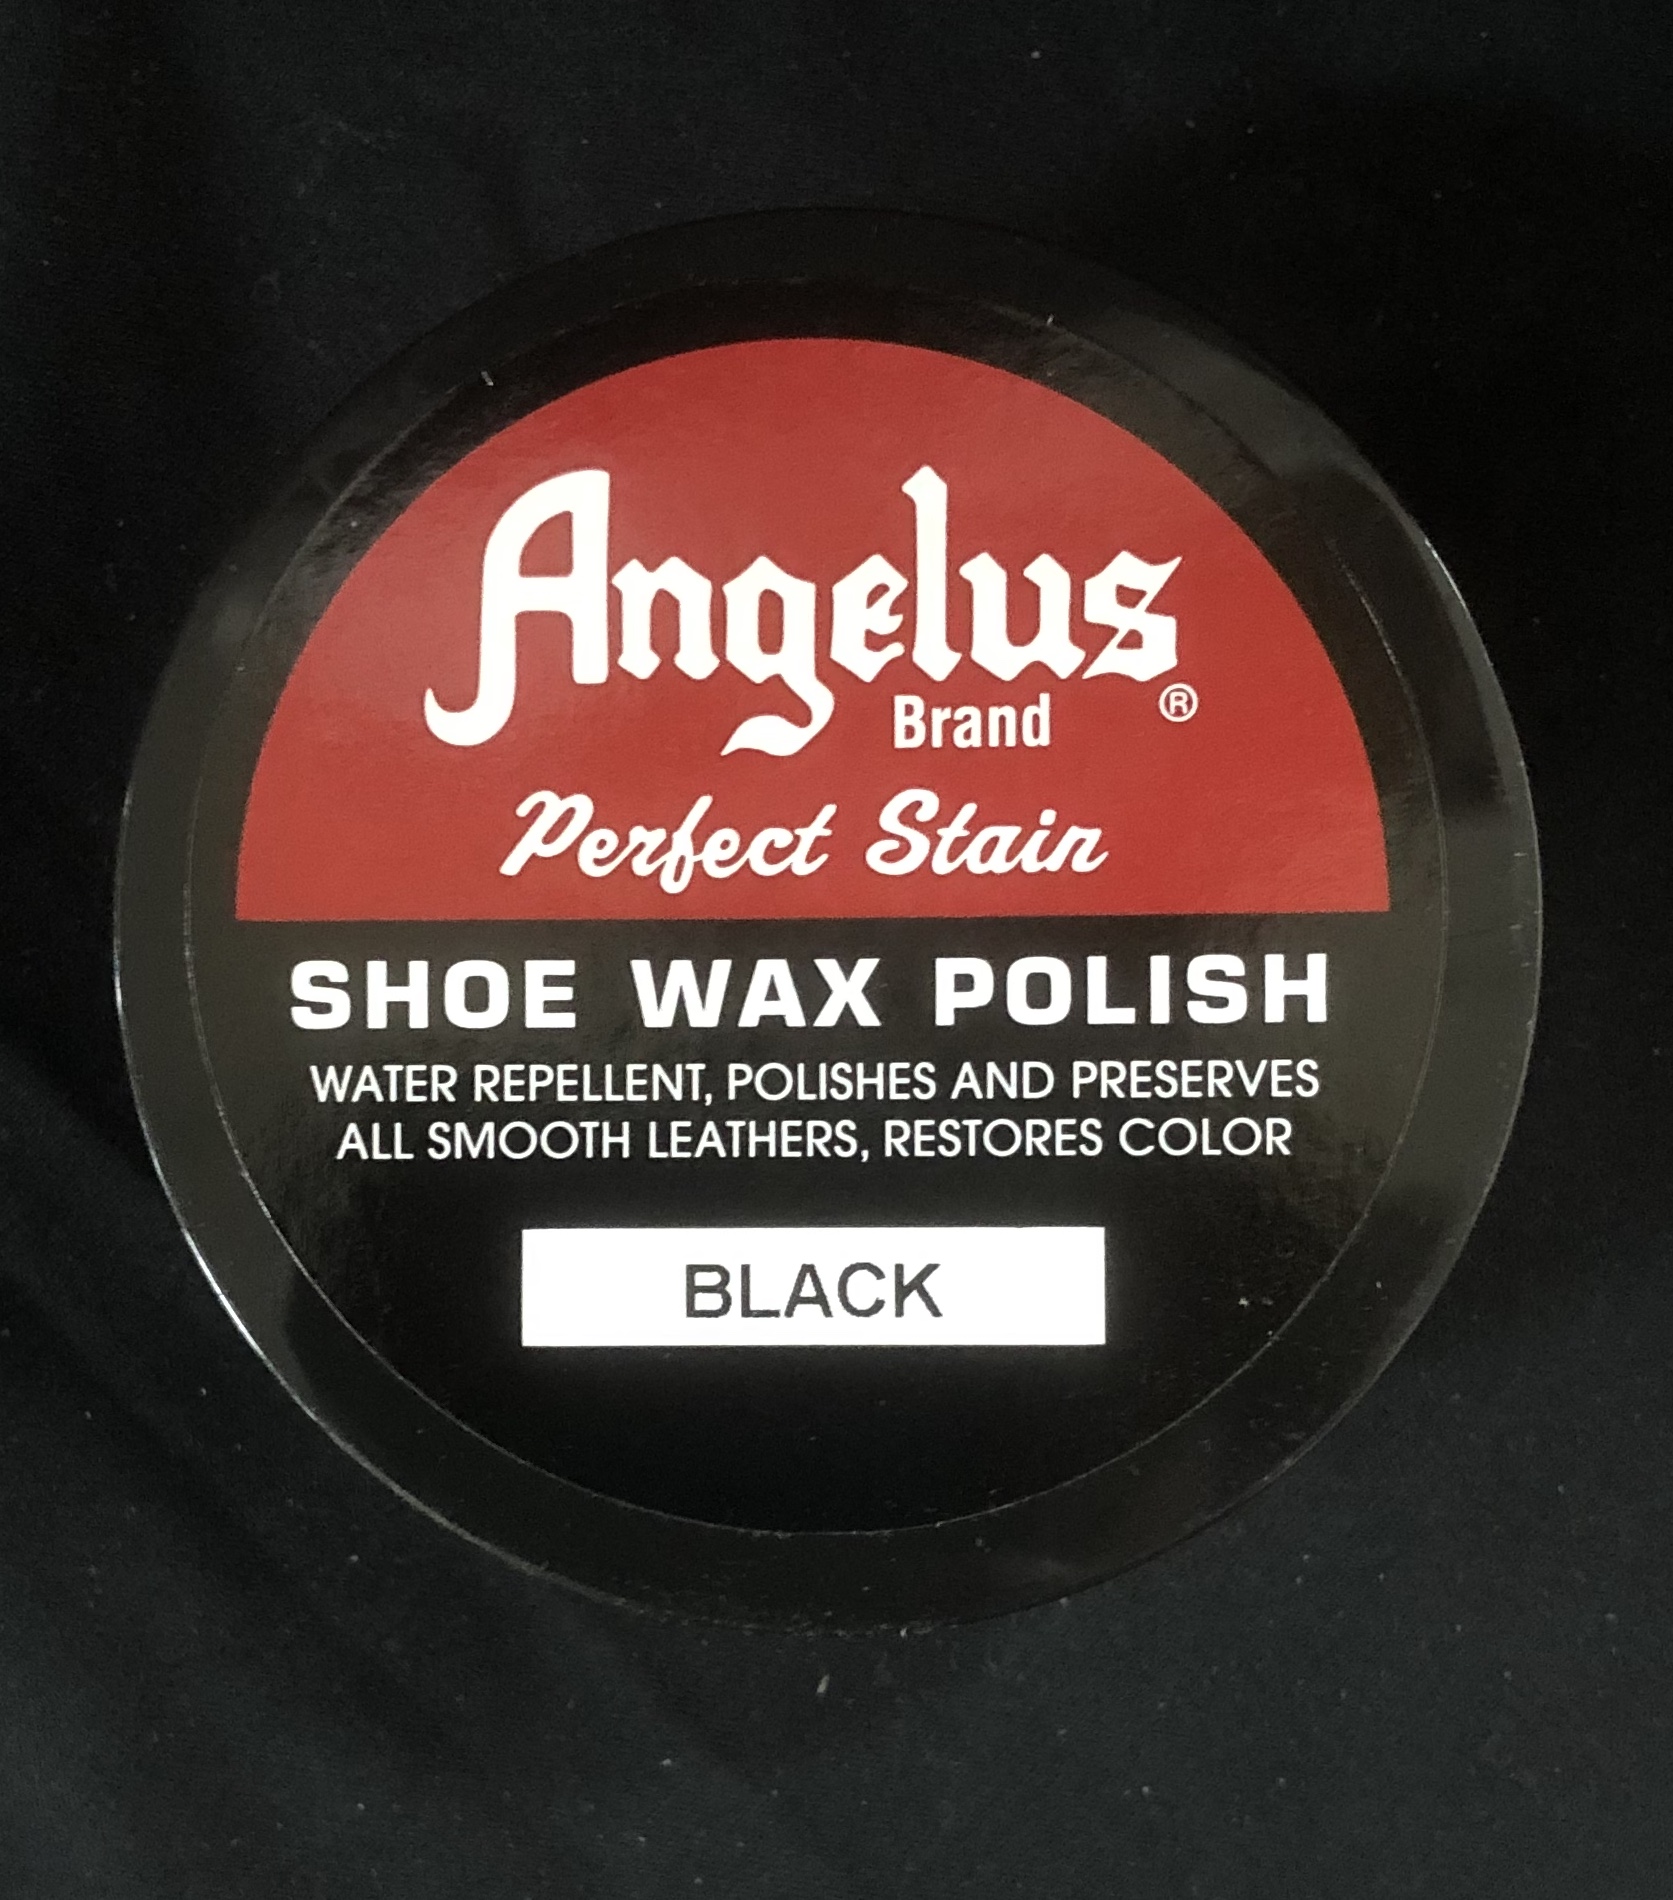 Angelus
Brand ®
Perfect Stain
SHOE WAX POLISH
WATER REPELLENT, POLISHES AND PRESERVES
ALL SMOOTH LEATHERS, RESTORES COLOR
BLACK